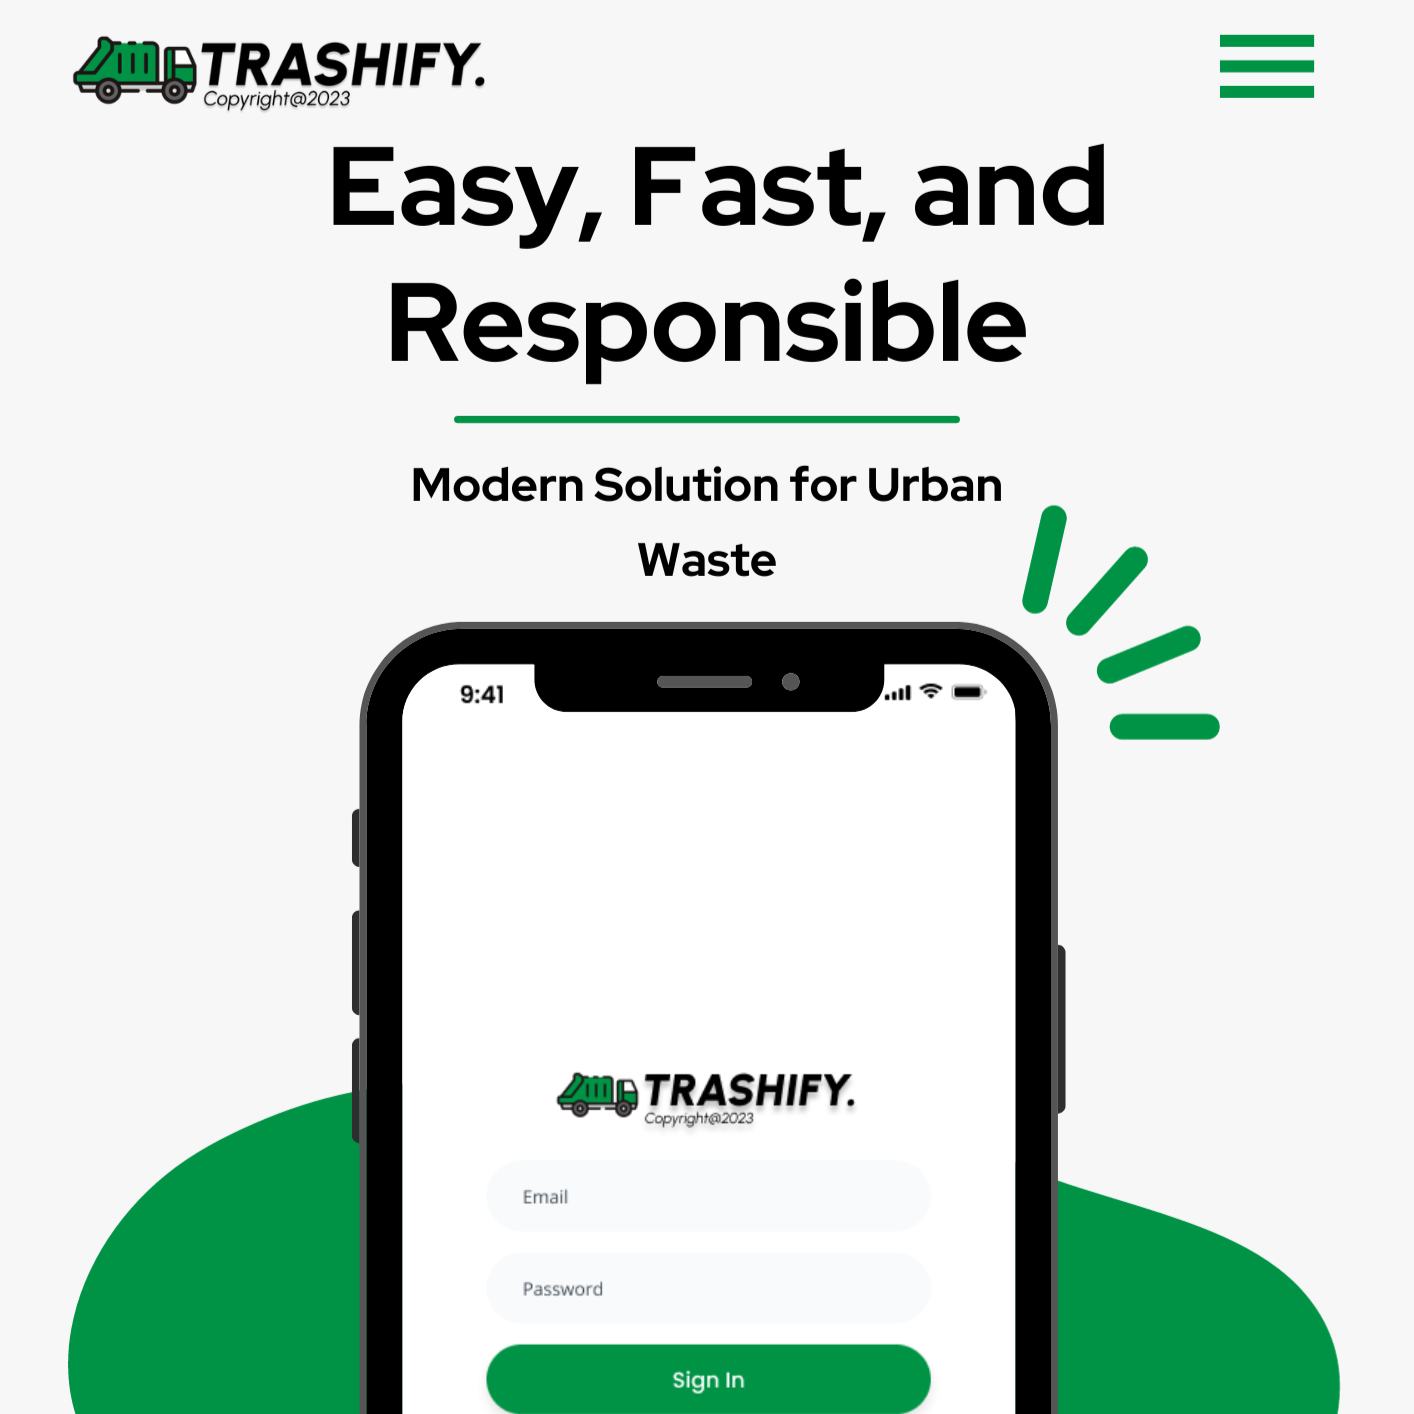 TRASHIFY.
Copyright@2023
Easy, Fast, and
Responsible
Modern Solution for Urban
Waste
9:41
TRASHIFY.
Copyright@2023
Email
Password
Sign In